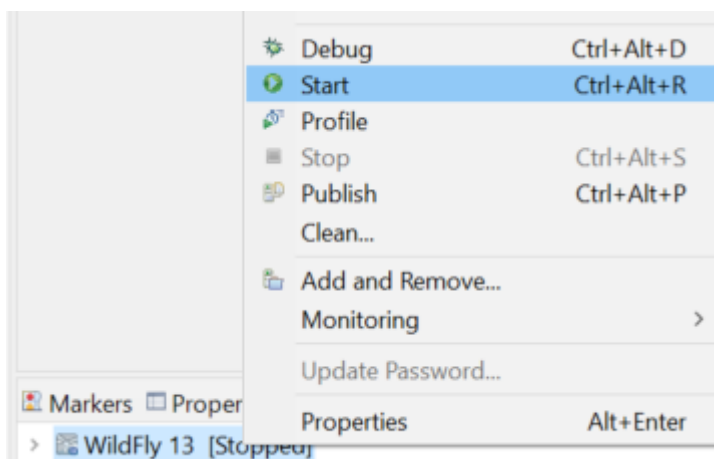 Debug Ctrl+Alt+D
Start Ctrl+Alt+R
Profile
Stop Ctrl+Alt+S
Publish Ctrl+Alt+P
Clean...
Add and Remove...
Monitoring
Update Password...
Properties Alt+Enter
Markers Proper
WildFly 13 [Stopped]